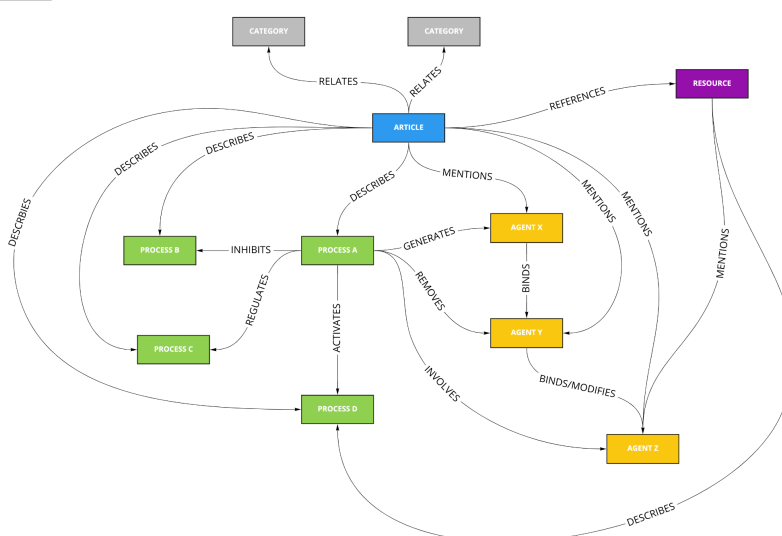 CATEGORY
CATEGORY
RELATES
RELATES
RESOURCE
REFERENCES
ARTICLE
DESCRIBES
DESCRIBES
DESCRIBES
MENTIONS
MENTIONS
MENTIONS
DESCRBIES
AGENT X
GENERATES
PROCESS B
INHIBITS
PROCESS A
MENTIONS
BINDS
REMOVES
REGULATES
ACTIVATES
AGENT Y
PROCESS C
INVOLVES
BINDS/MODIFIES
PROCESS D
AGENT Z
DESCRIBES